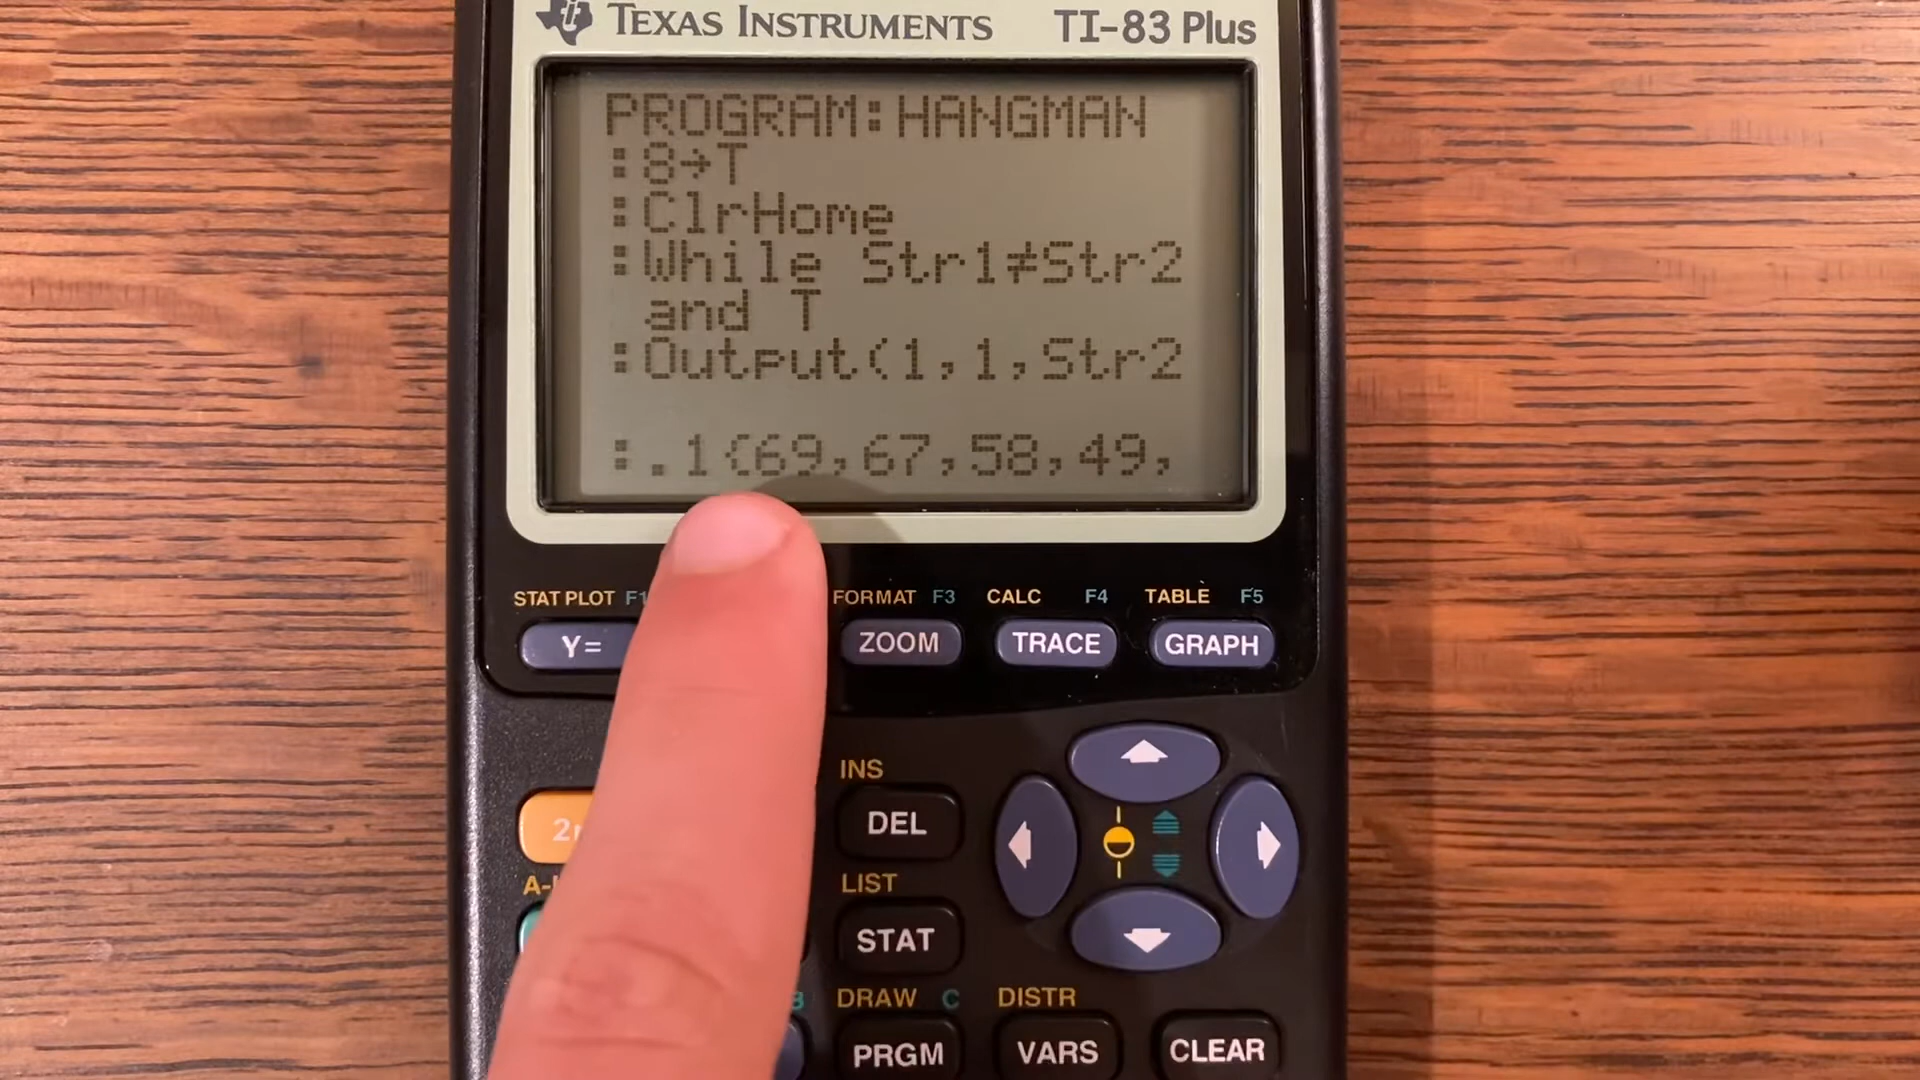 TEXAS INSTRUMENTS TI-83 Plus
PROGRAM:HANGMAN
:8→T
:ClrHome
:While Str1≠Str2
and T
:Output(1,1,Str2
:.1{69,67,58,49,
STAT PLOT F1 FORMAT F3 CALC F4 TABLE F5
Y= ZOOM TRACE GRAPH
INS
DEL
LIST
STAT
DRAW C DISTR
PRGM VARS CLEAR